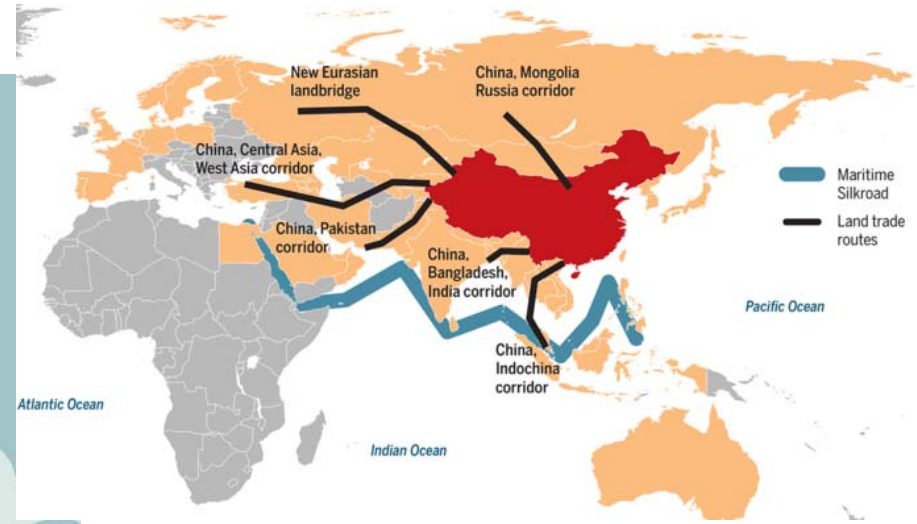 New Eurasian
landbridge
China, Mongolia
Russia corridor
China, Central Asia,
West Asia corridor
Maritime
Silkroad
Land trade
routes
China, Pakistan
corridor
China,
Bangladesh,
India corridor
Pacific Ocean
China,
Indochina
corridor
Atlantic Ocean
Indian Ocean